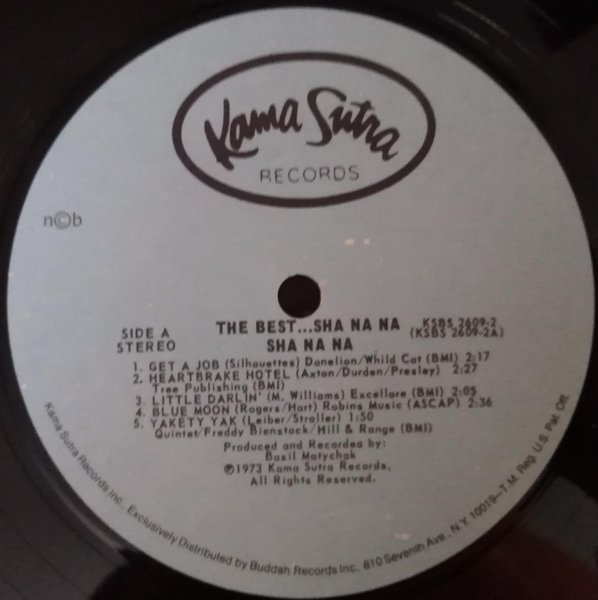 Kama Sutra
RECORDS
n©b
SIDE A
STEREO
THE BEST...SHA NA NA
SHA NA NA
KSBS 2609-2
(KSBS 2609-2A)
1. GET A JOB (Silhouettes) Danelion/Whild Cat (BMI) 2:17
2. HEARTBRAKE HOTEL (Axton/Durden/Presley) 2:27
Tree Publishing (BMI)
3. LITTLE DARLIN' (M. Williams) Excellore (BMI) 2:05
4. BLUE MOON (Rogers/Hart) Robins Music (ASCAP) 2:36
5. YAKETY YAK (Leiber/Stroller) 1:50
Quintet/Freddy Bienstock/Hill & Range (BMI)
Produced and Recorded by:
Basil Matychak
℗1973 Kama Sutra Records,
All Rights Reserved.
Kama Sutra Records Inc., Exclusively Distributed by Buddah Records Inc., 810 Seventh Ave., N.Y. 10019–T.M. Reg. U.S. Pat. Off.